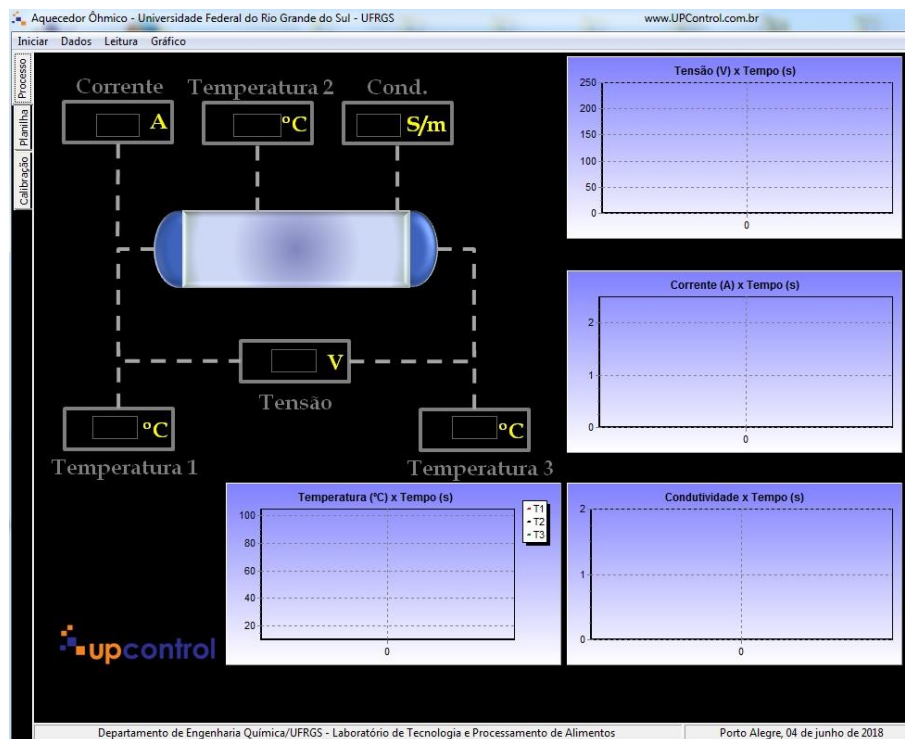 Aquecedor Ôhmico - Universidade Federal do Rio Grande do Sul - UFRGS www.UPControl.com.br
Iniciar Dados Leitura Gráfico
Processo
Planilha
Calibração
Corrente Temperatura 2 Cond.
A ºC S/m
V
Tensão
ºC ºC
Temperatura 1 Temperatura 3
Tensão (V) x Tempo (s)
250
200
150
100
50
0
0
Corrente (A) x Tempo (s)
2
1
0
0
Temperatura (ºC) x Tempo (s)
100
80
60
40
20
0
T1
T2
T3
Condutividade x Tempo (s)
2
1
0
0
upcontrol
Departamento de Engenharia Química/UFRGS - Laboratório de Tecnologia e Processamento de Alimentos Porto Alegre, 04 de junho de 2018